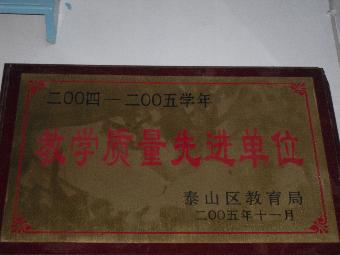 二00四—二00五学年
教学质量先进单位
泰山区教育局
二00五年十一月